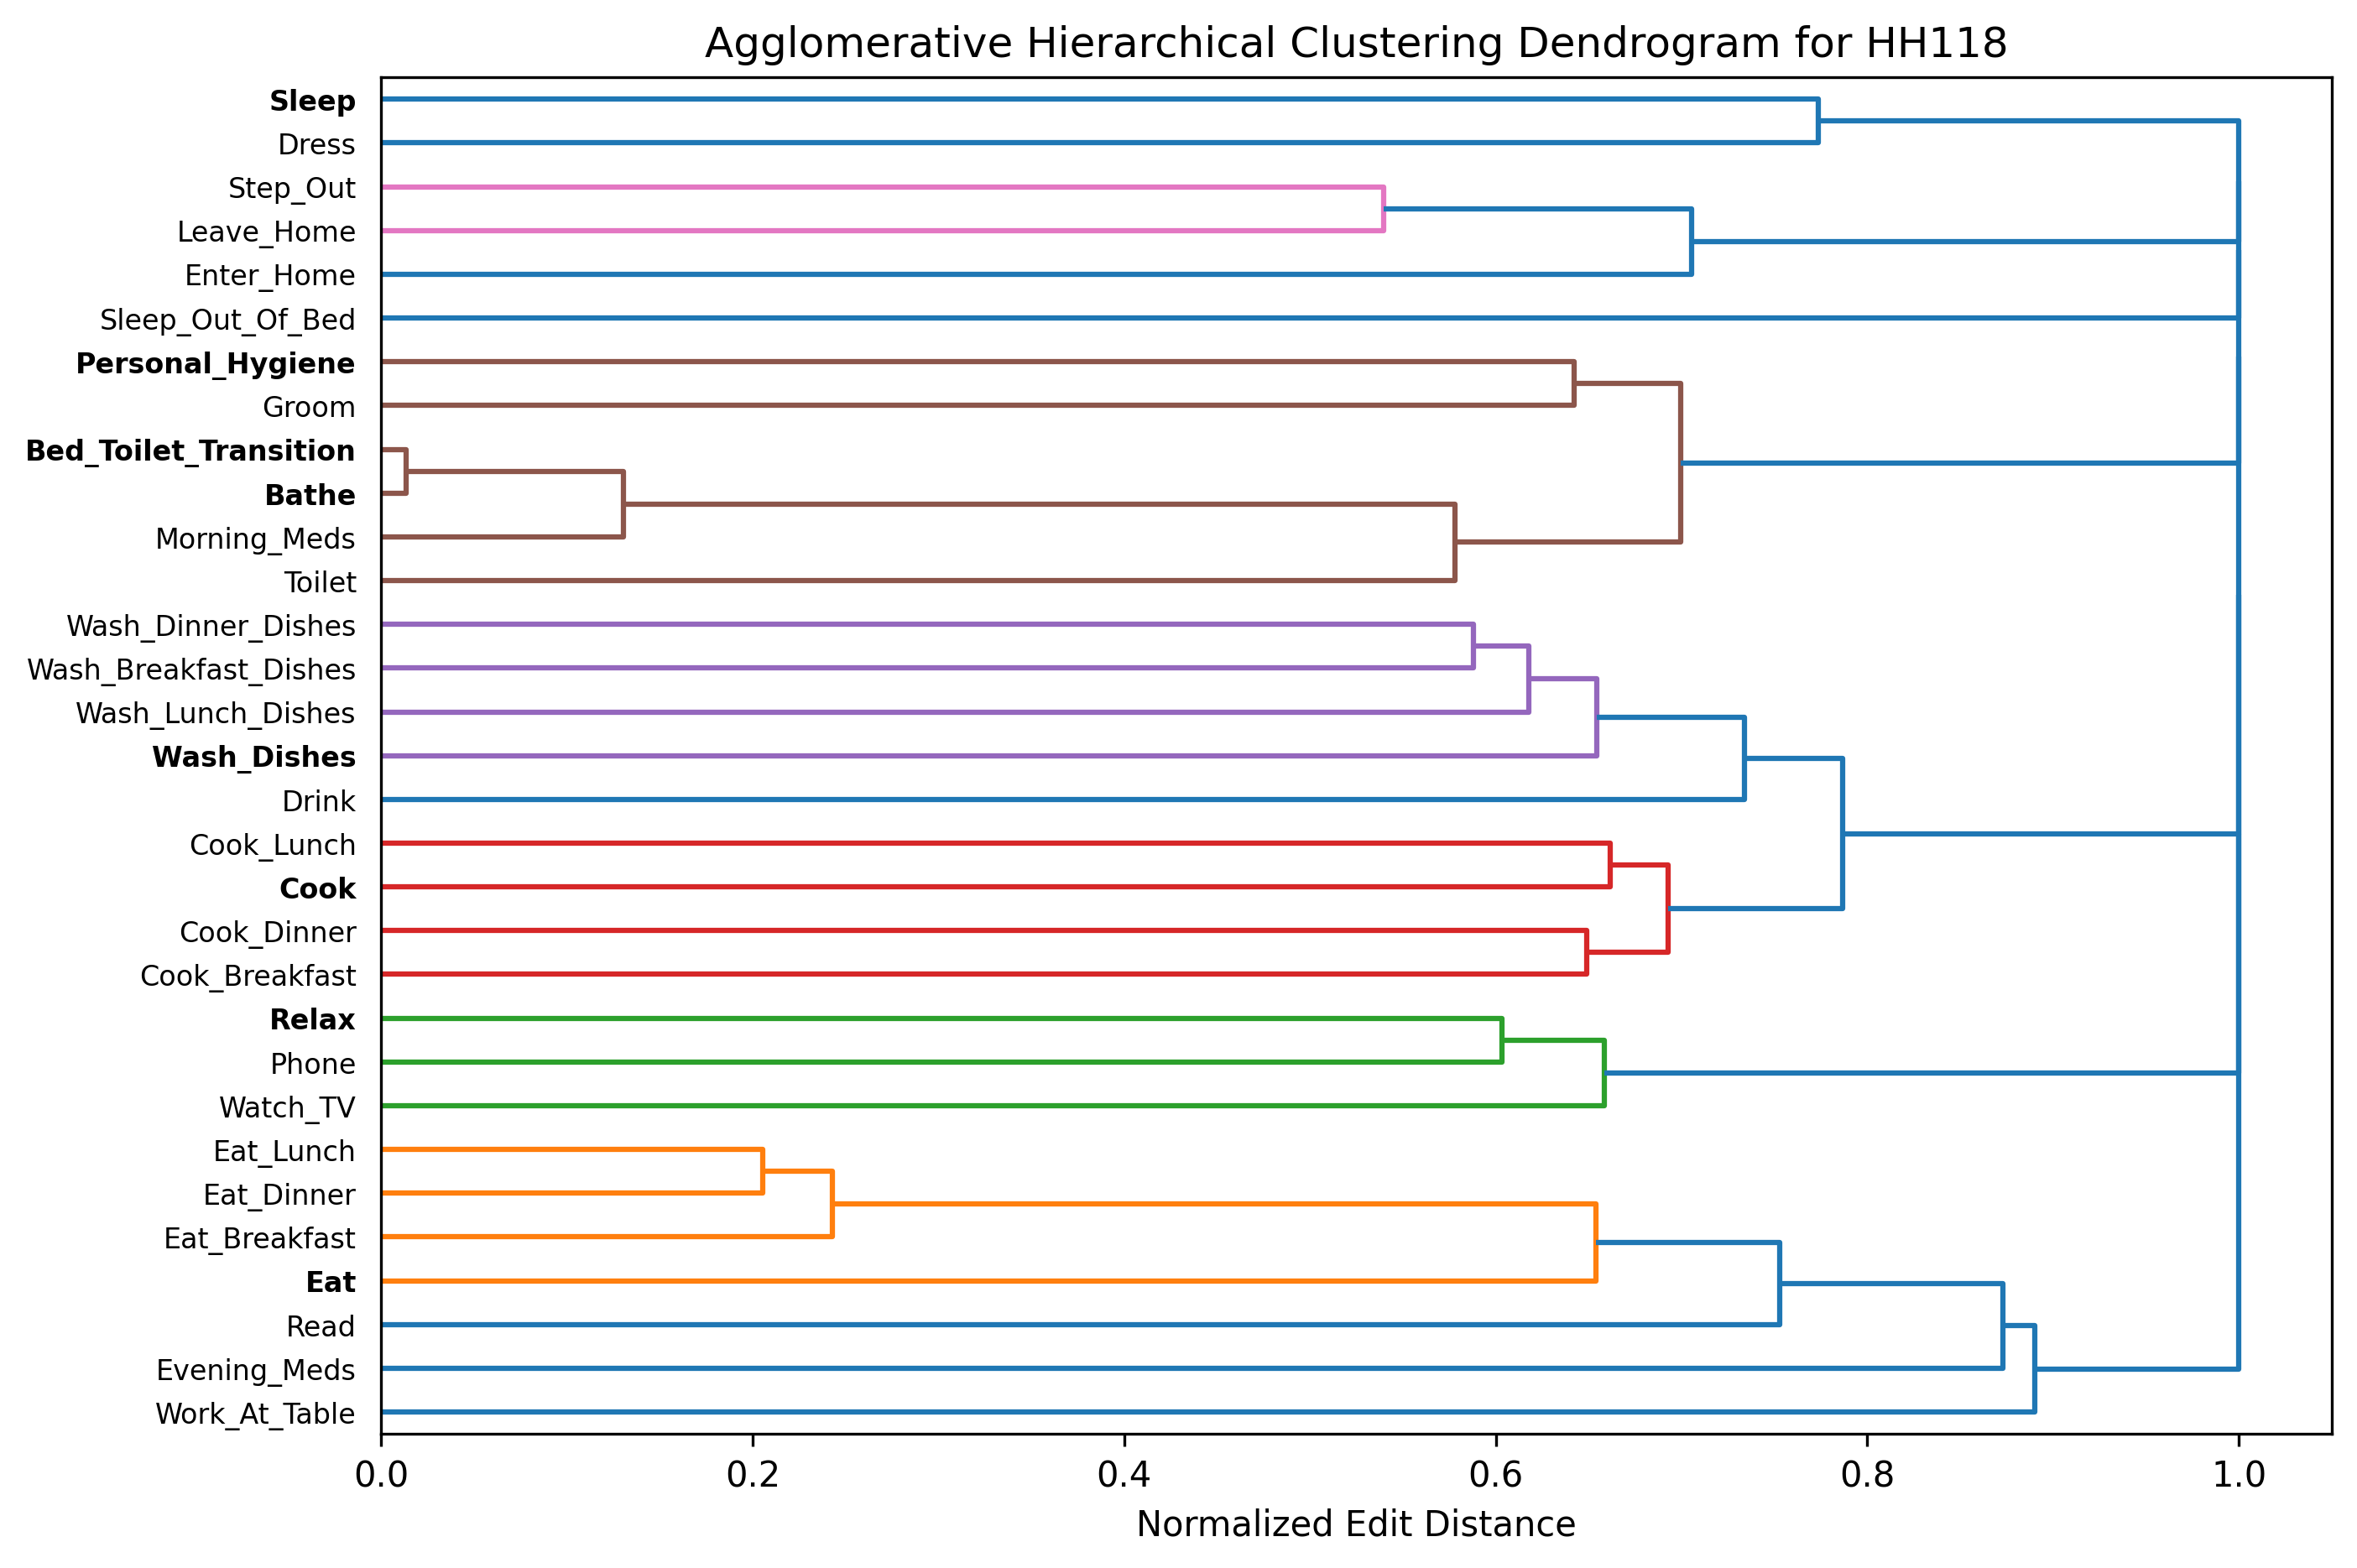 Agglomerative Hierarchical Clustering Dendrogram for HH118
Sleep
Dress
Step_Out
Leave_Home
Enter_Home
Sleep_Out_Of_Bed
Personal_Hygiene
Groom
Bed_Toilet_Transition
Bathe
Morning_Meds
Toilet
Wash_Dinner_Dishes
Wash_Breakfast_Dishes
Wash_Lunch_Dishes
Wash_Dishes
Drink
Cook_Lunch
Cook
Cook_Dinner
Cook_Breakfast
Relax
Phone
Watch_TV
Eat_Lunch
Eat_Dinner
Eat_Breakfast
Eat
Read
Evening_Meds
Work_At_Table
0.0 0.2 0.4 0.6 0.8 1.0
Normalized Edit Distance